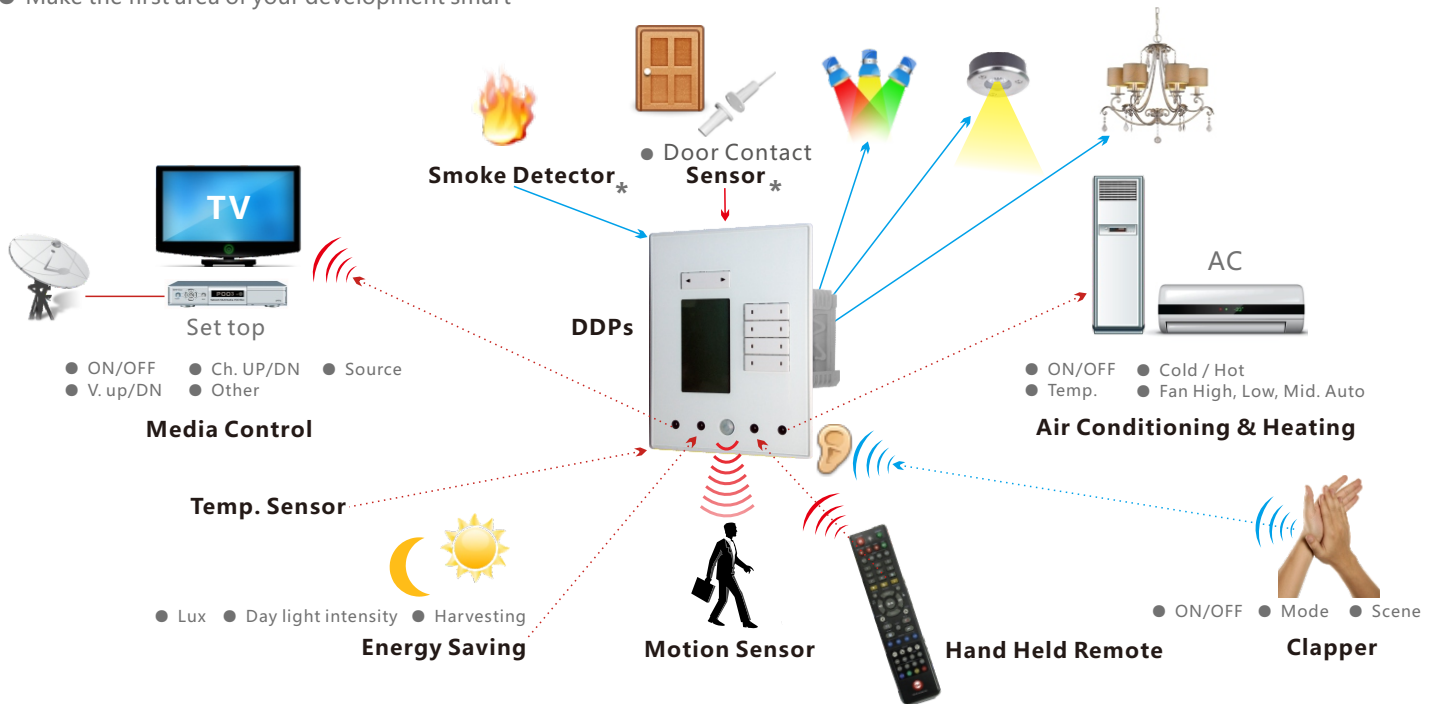 ● Make the first area of your development smart
● Door Contact
Smoke Detector*
Sensor*
TV
AC
DDPs
Set top
● ON/OFF ● Ch. UP/DN ● Source
● V. up/DN ● Other
Media Control
● ON/OFF ● Cold / Hot
● Temp. ● Fan High, Low, Mid. Auto
Air Conditioning & Heating
Temp. Sensor
● Lux ● Day light intensity ● Harvesting
Energy Saving
Motion Sensor
Hand Held Remote
● ON/OFF ● Mode ● Scene
Clapper